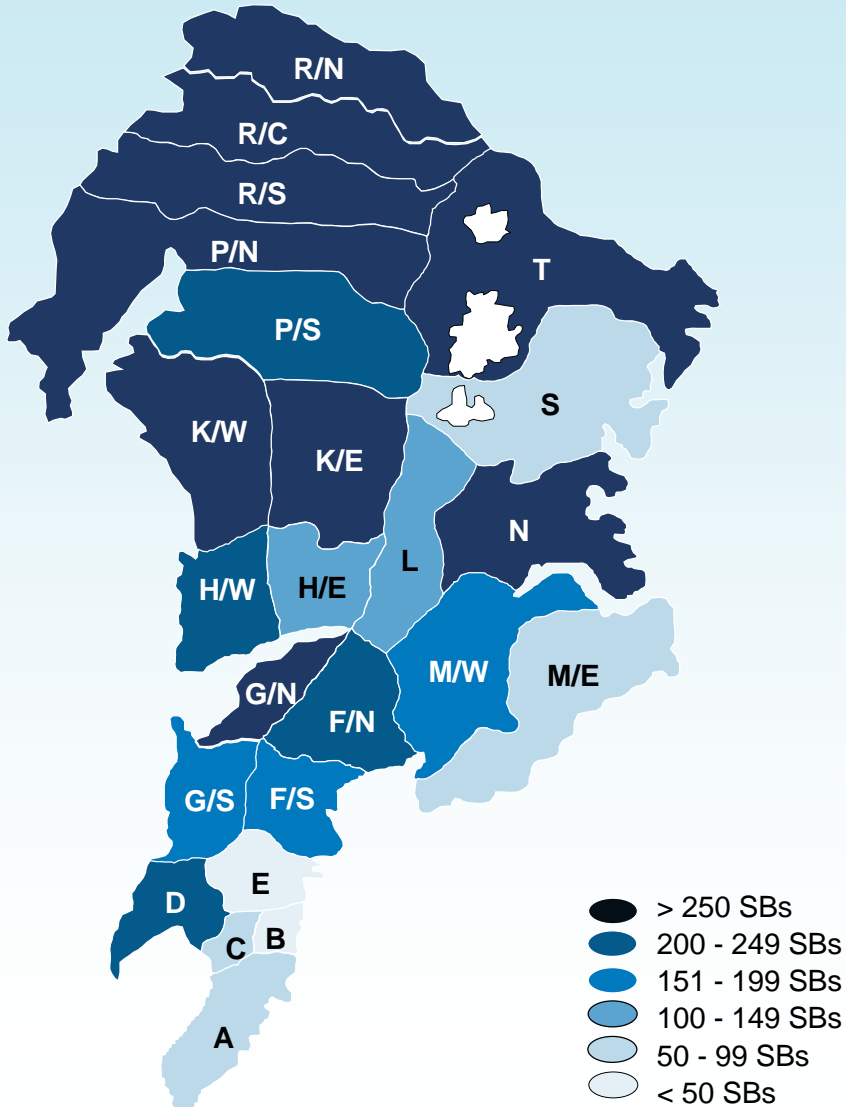 R/N
R/C
R/S
P/N
T
P/S
S
K/W
K/E
N
L
H/W
H/E
M/W
M/E
G/N
F/N
G/S
F/S
E
D
B
C
A
> 250 SBs
200 - 249 SBs
151 - 199 SBs
100 - 149 SBs
50 - 99 SBs
< 50 SBs